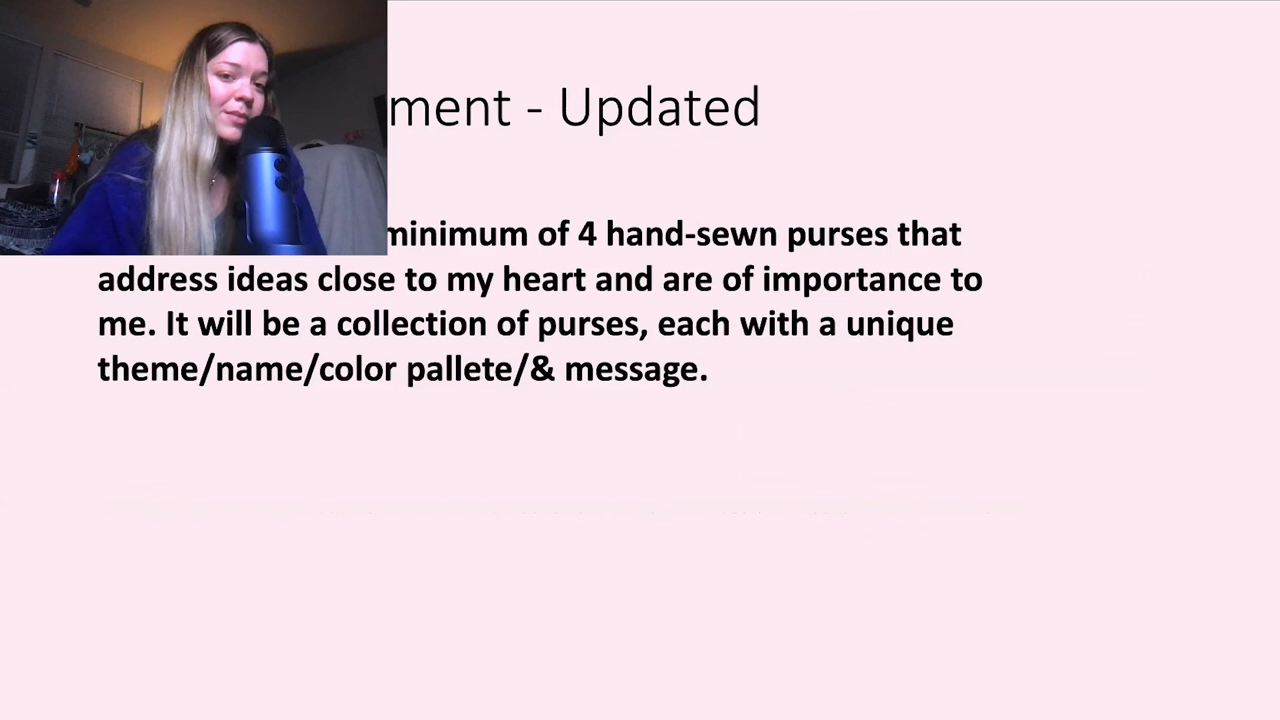 ment - Updated
minimum of 4 hand-sewn purses that
address ideas close to my heart and are of importance to
me. It will be a collection of purses, each with a unique
theme/name/color pallete/& message.